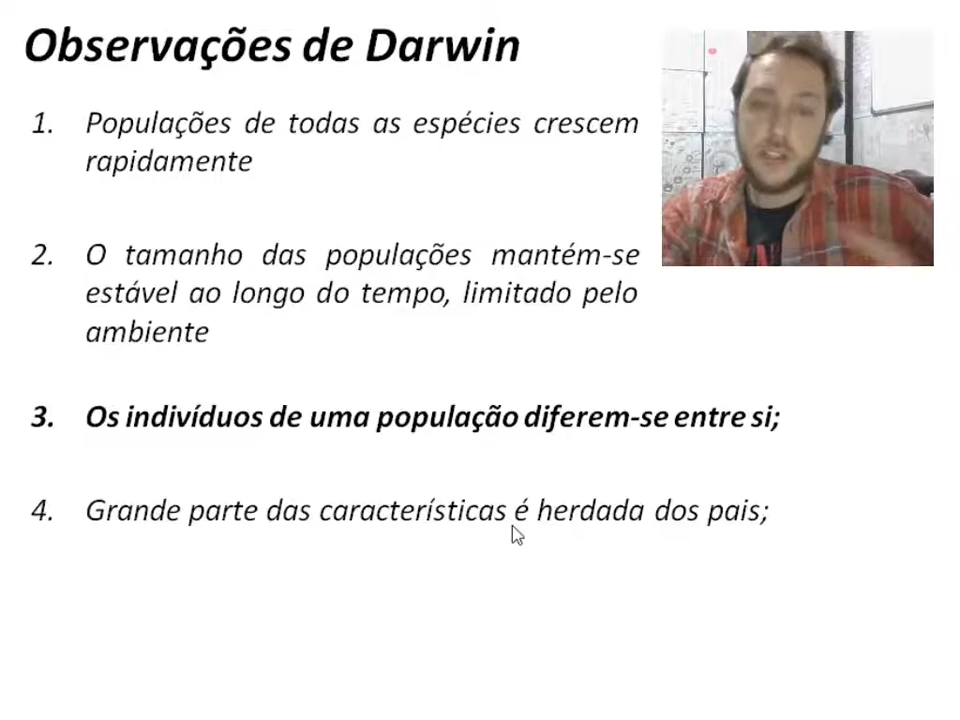 Observações de Darwin
1. Populações de todas as espécies crescem
rapidamente
2. O tamanho das populações mantém-se
estável ao longo do tempo, limitado pelo
ambiente
3. Os indivíduos de uma população diferem-se entre si;
4. Grande parte das características é herdada dos pais;